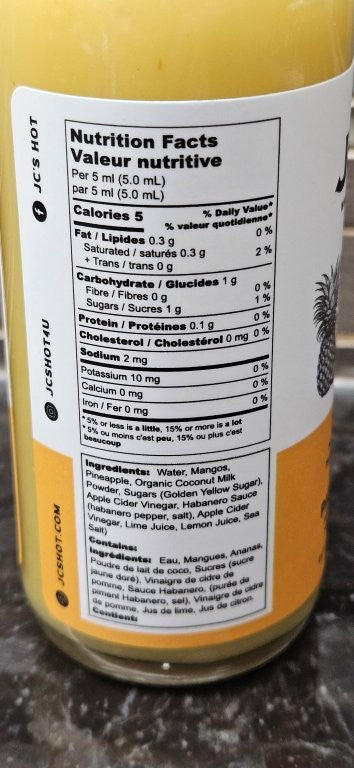 JC'S HOT
JCSHOT4U
JCSHOT.COM
Nutrition Facts
Valeur nutritive
Per 5 ml (5.0 mL)
par 5 ml (5.0 mL)
Calories 5
% Daily Value*
% valeur quotidienne*
Fat / Lipides 0.3 g 0 %
Saturated / saturés 0.3 g
+ Trans / trans 0 g 2 %
Carbohydrate / Glucides 1 g
Fibre / Fibres 0 g 0 %
Sugars / Sucres 1 g 1 %
Protein / Protéines 0.1 g
Cholesterol / Cholestérol 0 mg 0 %
Sodium 2 mg 0 %
Potassium 10 mg 0 %
Calcium 0 mg 0 %
Iron / Fer 0 mg 0 %
* 5% or less is a little, 15% or more is a lot
* 5% ou moins c'est peu, 15% ou plus c'est
beaucoup
Ingredients: Water, Mangos,
Pineapple, Organic Coconut Milk
Powder, Sugars (Golden Yellow Sugar),
Apple Cider Vinegar, Habanero Sauce
(habanero pepper, salt), Apple Cider
Vinegar, Lime Juice, Lemon Juice, Sea
Salt)
Contains:
Ingrédients: Eau, Mangues, Ananas,
Poudre de lait de coco, Sucres (sucre
jaune doré), Vinaigre de cidre de
pomme, Sauce Habanero, (purée de
piment Habanero, sel), Vinaigre de cidre
de pomme, Jus de lime, Jus de citron,
Contient: